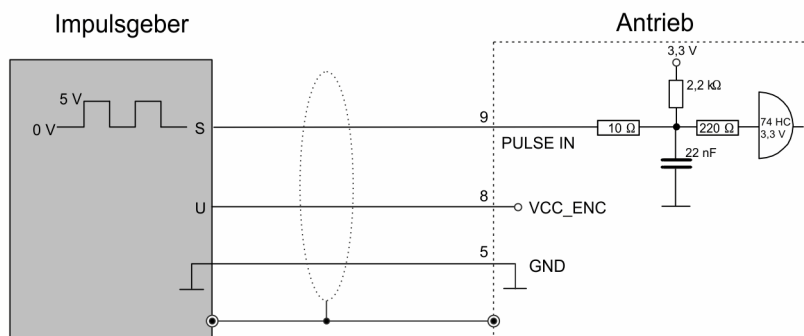 Impulsgeber
Antrieb
3,3 V
5 V
0 V
S
9
PULSE IN
10 Ω
2,2 kΩ
220 Ω
74 HC
3,3 V
22 nF
U
8
VCC_ENC
5
GND